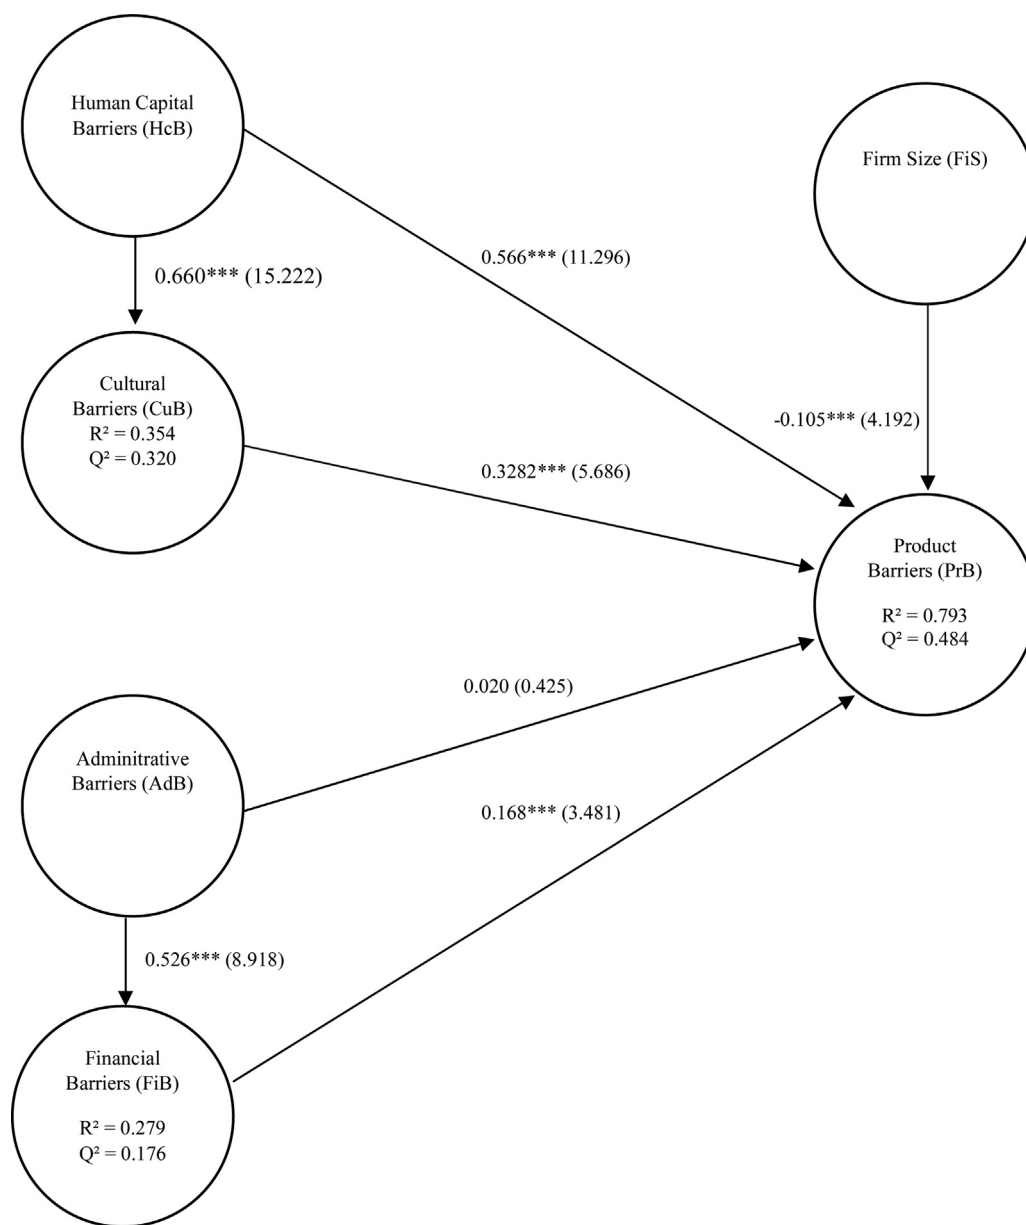 Human Capital
Barriers (HcB)
Firm Size (FiS)
0.566*** (11.296)
0.660*** (15.222)
Cultural
Barriers (CuB)
R² = 0.354
Q² = 0.320
-0.105*** (4.192)
0.3282*** (5.686)
Product
Barriers (PrB)
R² = 0.793
Q² = 0.484
0.020 (0.425)
Adminitrative
Barriers (AdB)
0.168*** (3.481)
0.526*** (8.918)
Financial
Barriers (FiB)
R² = 0.279
Q² = 0.176